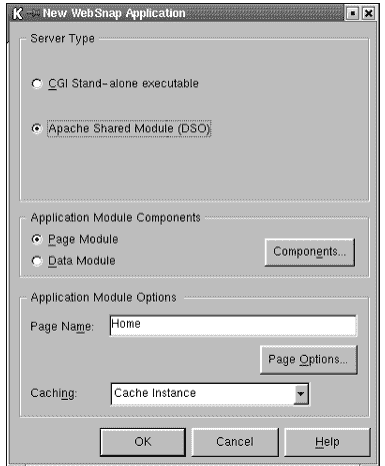 New WebSnap Application
Server Type
CGI Stand-alone executable
Apache Shared Module (DSO)
Application Module Components
Page Module
Data Module
Components...
Application Module Options
Page Name: Home
Page Options...
Caching: Cache Instance
OK Cancel Help